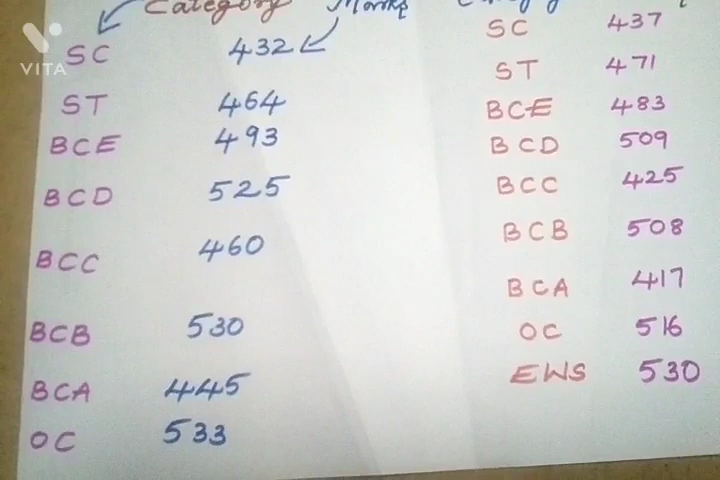 Category Marks
SC 432
ST 464
BCE 493
BCD 525
BCC 460
BCB 530
BCA 445
OC 533
SC 437
ST 471
BCE 483
BCD 509
BCC 425
BCB 508
BCA 417
OC 516
EWS 530
VITA